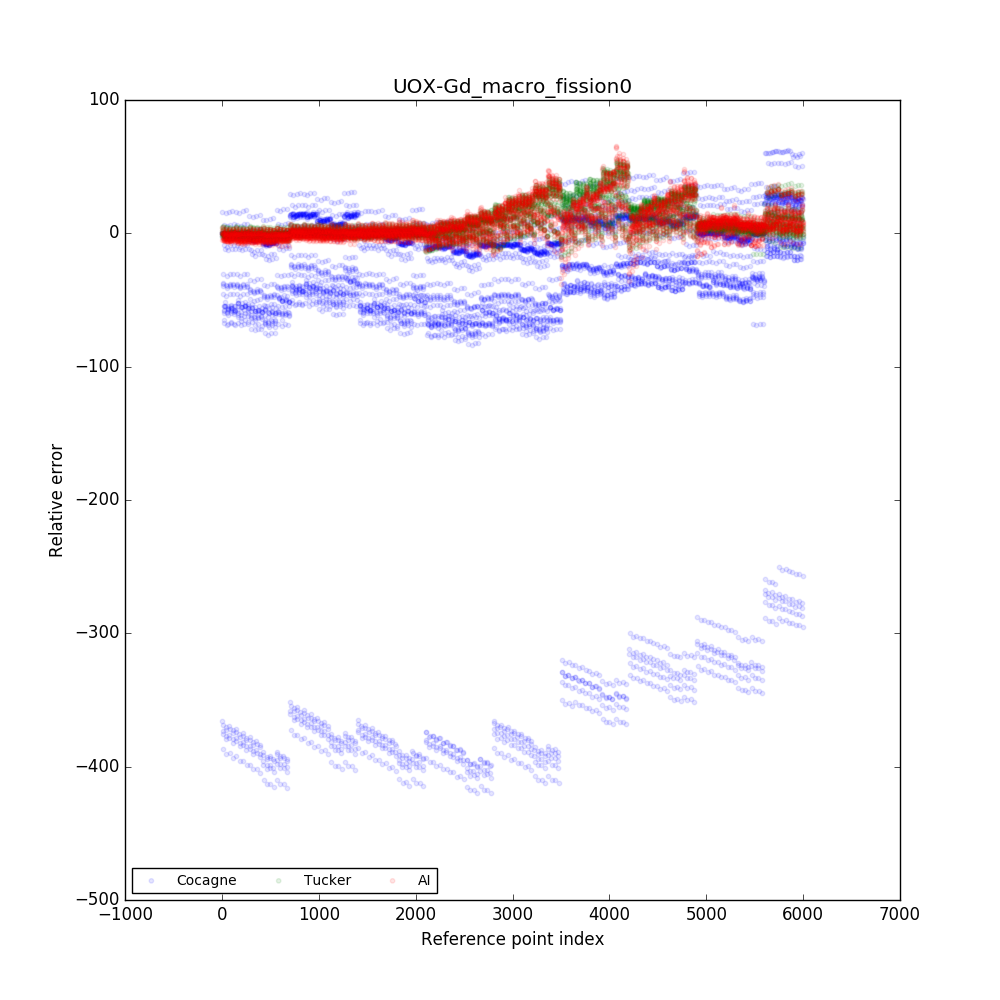 UOX-Gd_macro_fission0
100
0
−100
−200
−300
−400
−500
Relative error
−1000 0 1000 2000 3000 4000 5000 6000 7000
Reference point index
Cocagne Tucker AI